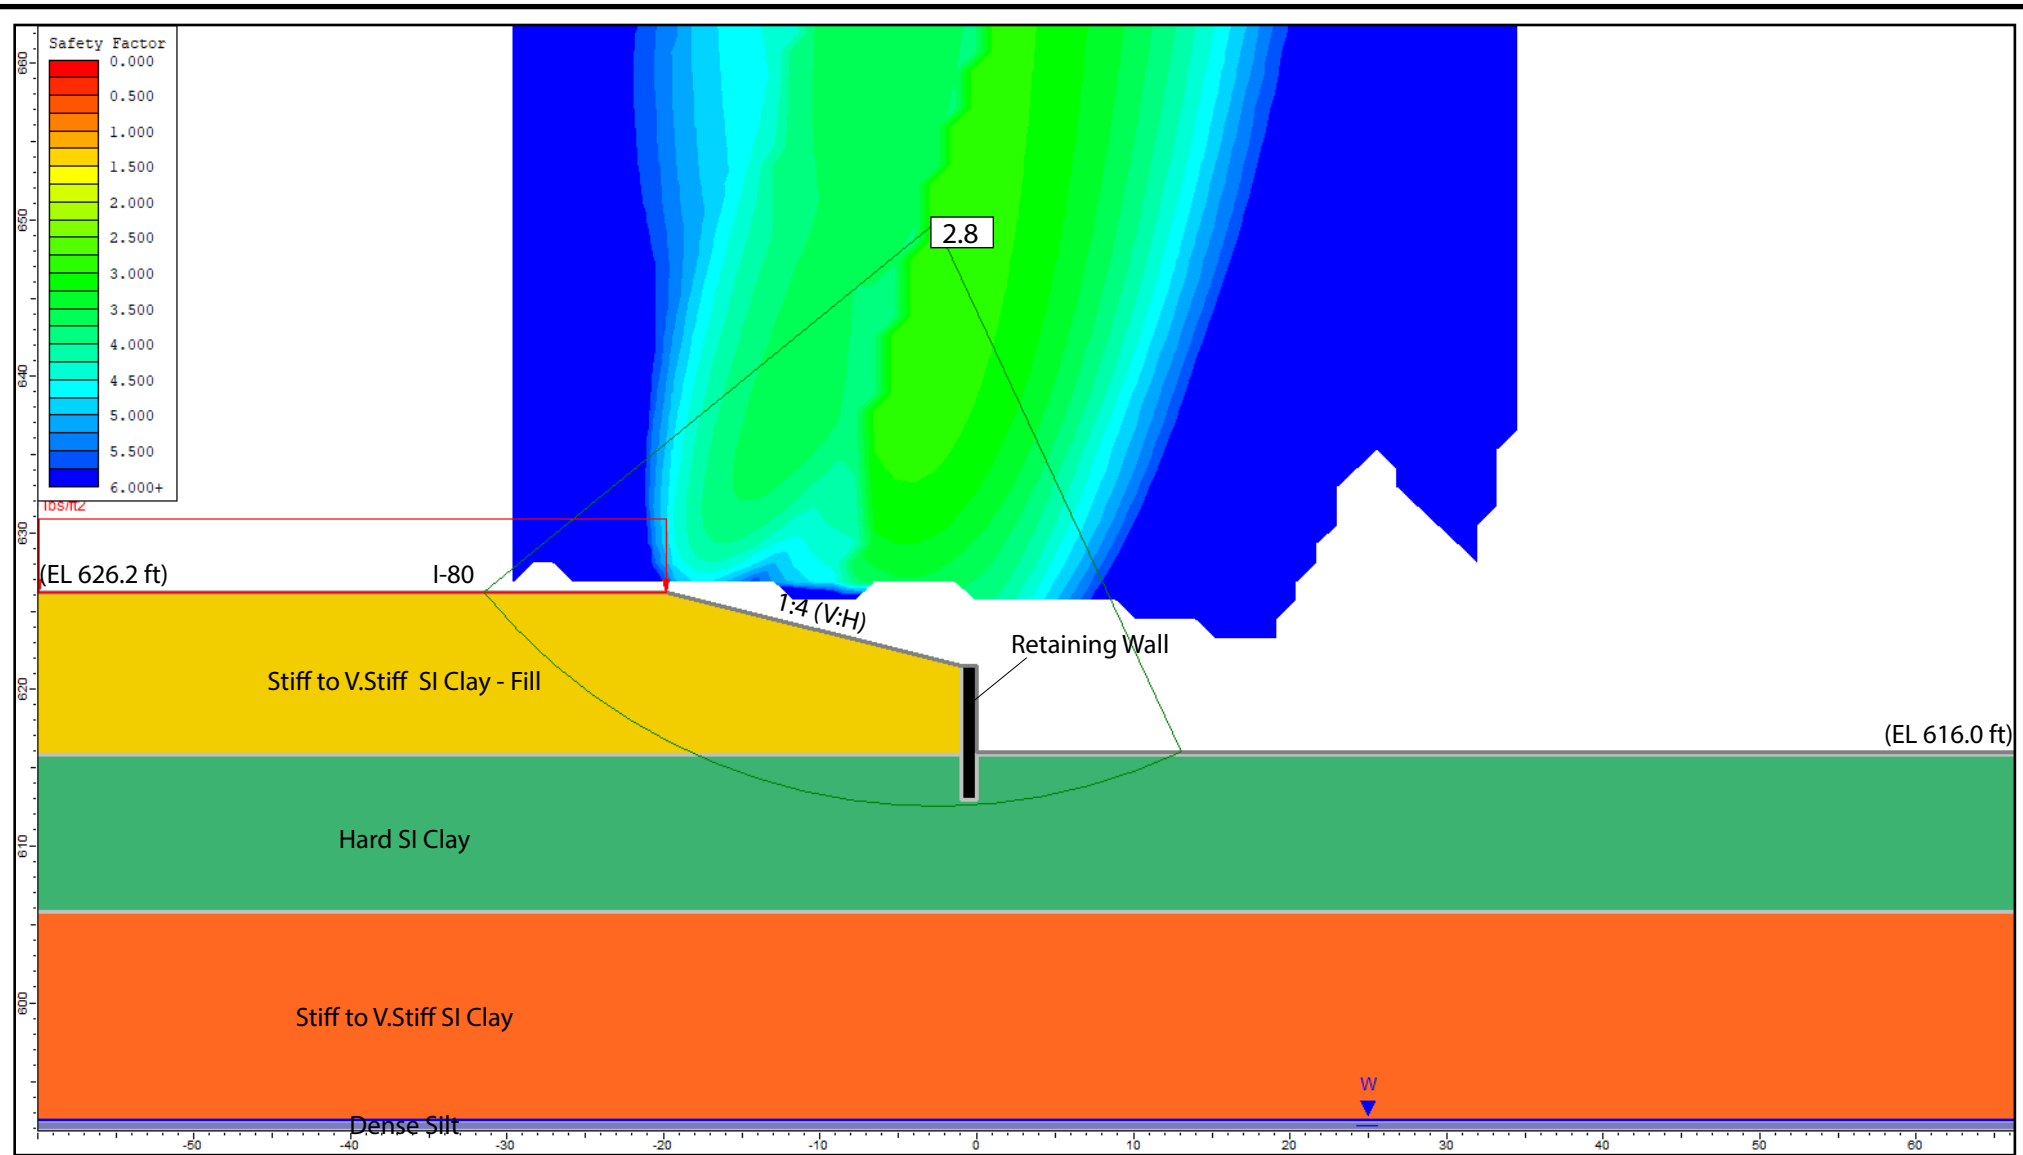 Safety Factor
0.000
0.500
1.000
1.500
2.000
2.500
3.000
3.500
4.000
4.500
5.000
5.500
6.000+
lbs/ft2
660
650
640
630
620
610
600
2.8
(EL 626.2 ft)
I-80
1:4 (V:H)
Retaining Wall
Stiff to V.Stiff SI Clay - Fill
(EL 616.0 ft)
Hard SI Clay
Stiff to V.Stiff SI Clay
W
Dense Silt
-50 -40 -30 -20 -10 0 10 20 30 40 50 60